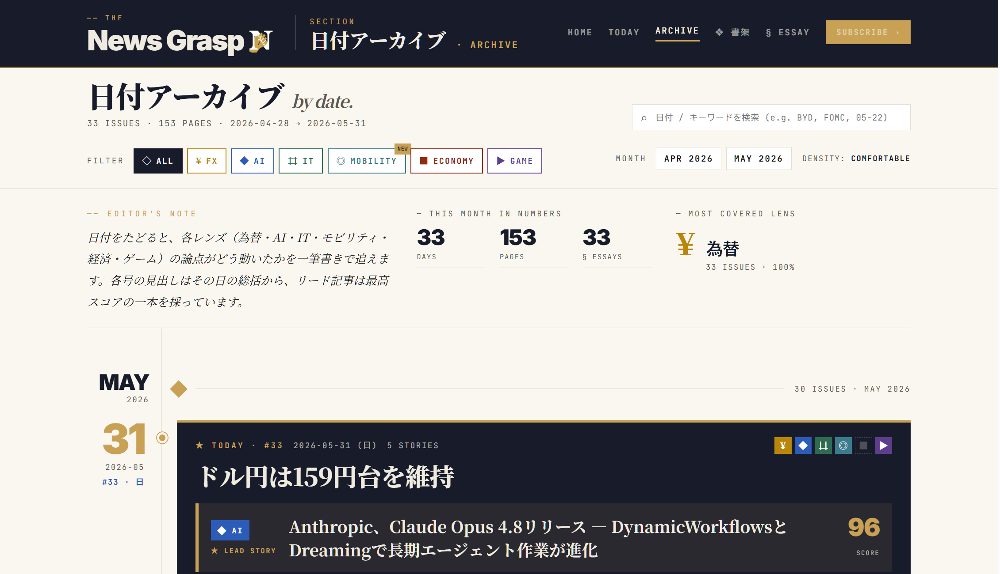 —— THE
News Grasp N
SECTION
日付アーカイブ · ARCHIVE
HOME TODAY ARCHIVE ❖ 書架 § ESSAY SUBSCRIBE →
日付アーカイブ by date.
33 ISSUES · 153 PAGES · 2026-04-28 → 2026-05-31
⌕ 日付 / キーワードを検索 (e.g. BYD, FOMC, 05-22)
FILTER ◇ ALL ¥ FX ◆ AI 井 IT ◎ MOBILITY NEW ■ ECONOMY ▶ GAME
MONTH APR 2026 MAY 2026 DENSITY: COMFORTABLE
—— EDITOR'S NOTE
日付をたどると、各レンズ（為替・AI・IT・モビリティ・
経済・ゲーム）の論点がどう動いたかを一筆書きで追えま
す。各号の見出しはその日の総括から、リード記事は最高
スコアの一本を採っています。
— THIS MONTH IN NUMBERS
33 153 33
DAYS PAGES § ESSAYS
— MOST COVERED LENS
¥ 為替
33 ISSUES · 100%
MAY
2026
30 ISSUES · MAY 2026
31
2026-05
#33 · 日
★ TODAY · #33 2026-05-31 (日) 5 STORIES
¥ ◆ 井 ◎ ■ ▶
ドル円は159円台を維持
◆ AI
★ LEAD STORY
Anthropic、Claude Opus 4.8リリース — DynamicWorkflowsと
Dreamingで長期エージェント作業が進化
96
SCORE